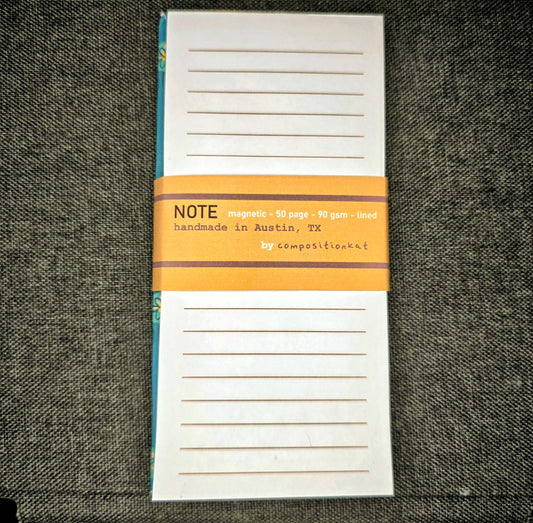 NOTE magnetic - 50 page - 90 gsm - lined
handmade in Austin, TX
by compositionkat